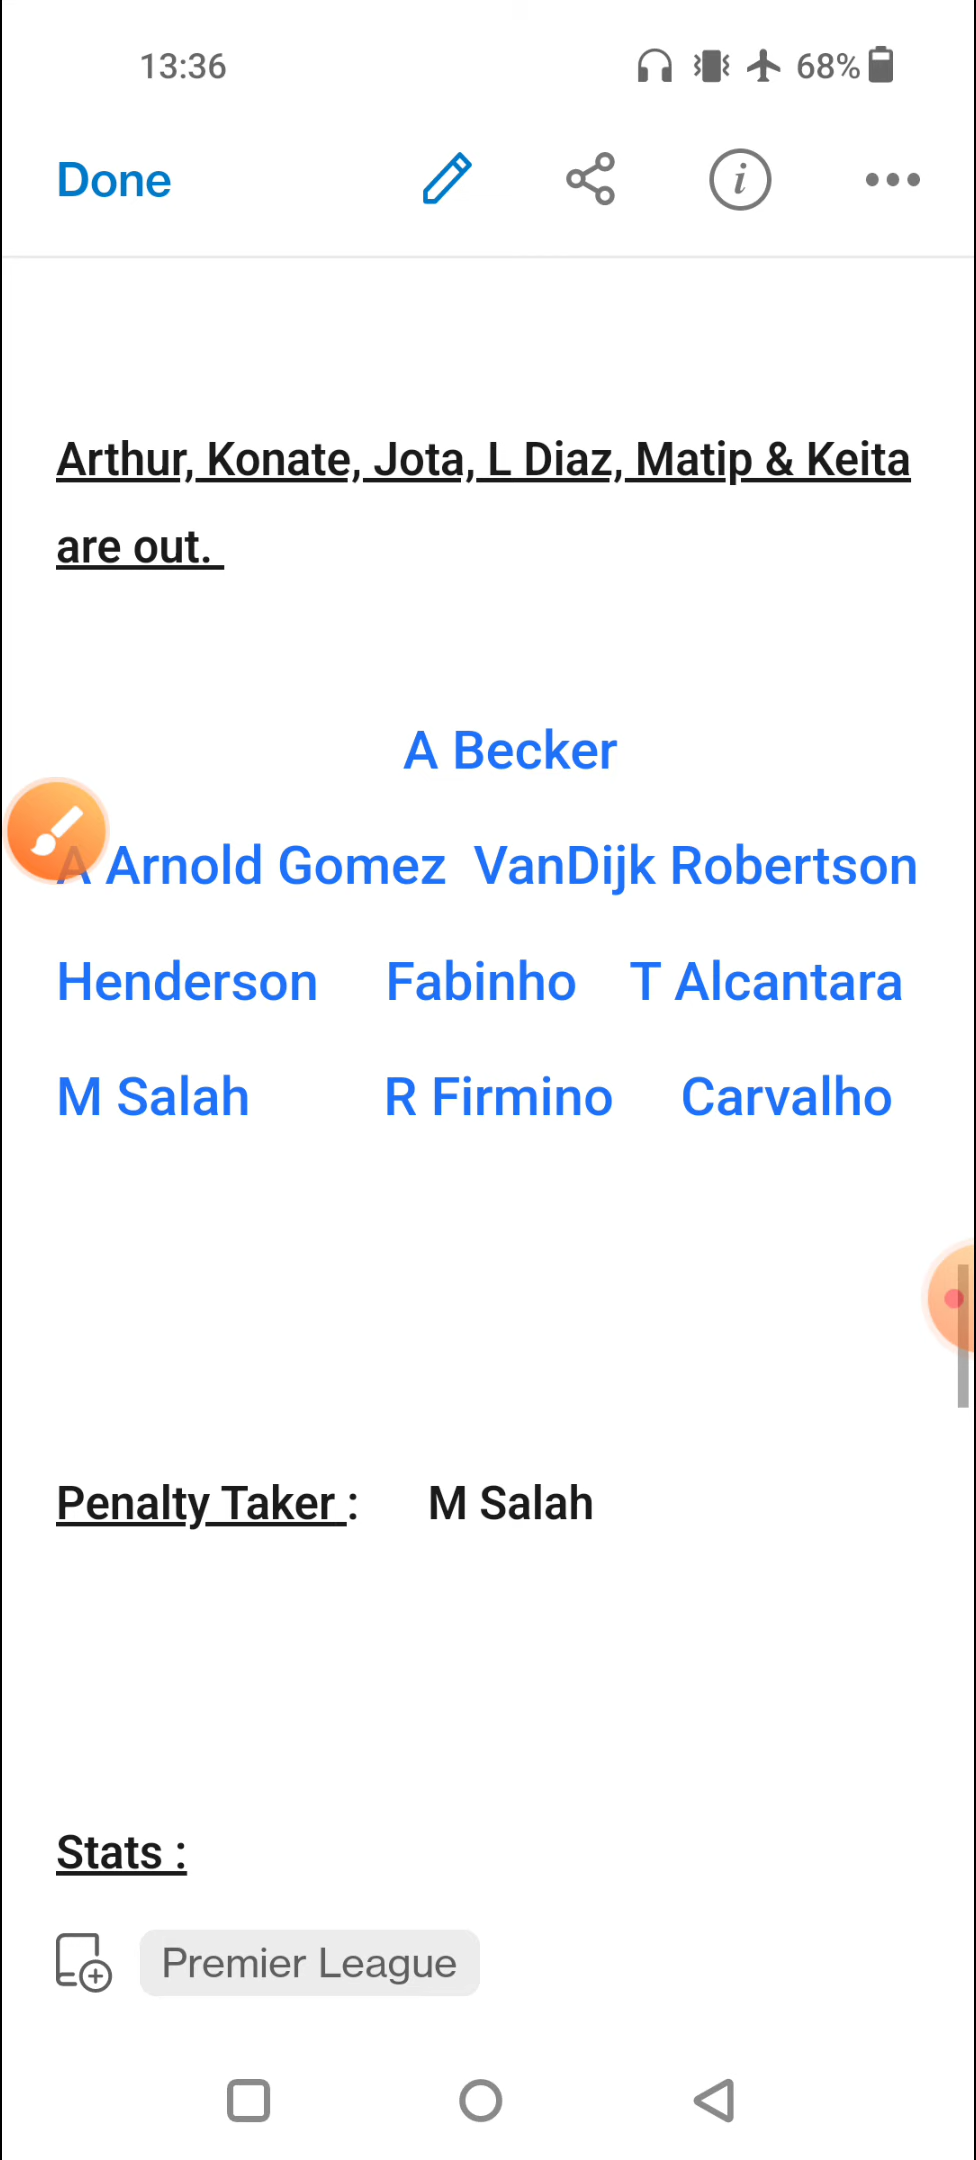 13:36 68%
Done
Arthur, Konate, Jota, L Diaz, Matip & Keita
are out.
A Becker
A Arnold Gomez VanDijk Robertson
Henderson Fabinho T Alcantara
M Salah R Firmino Carvalho
Penalty Taker : M Salah
Stats :
Premier League